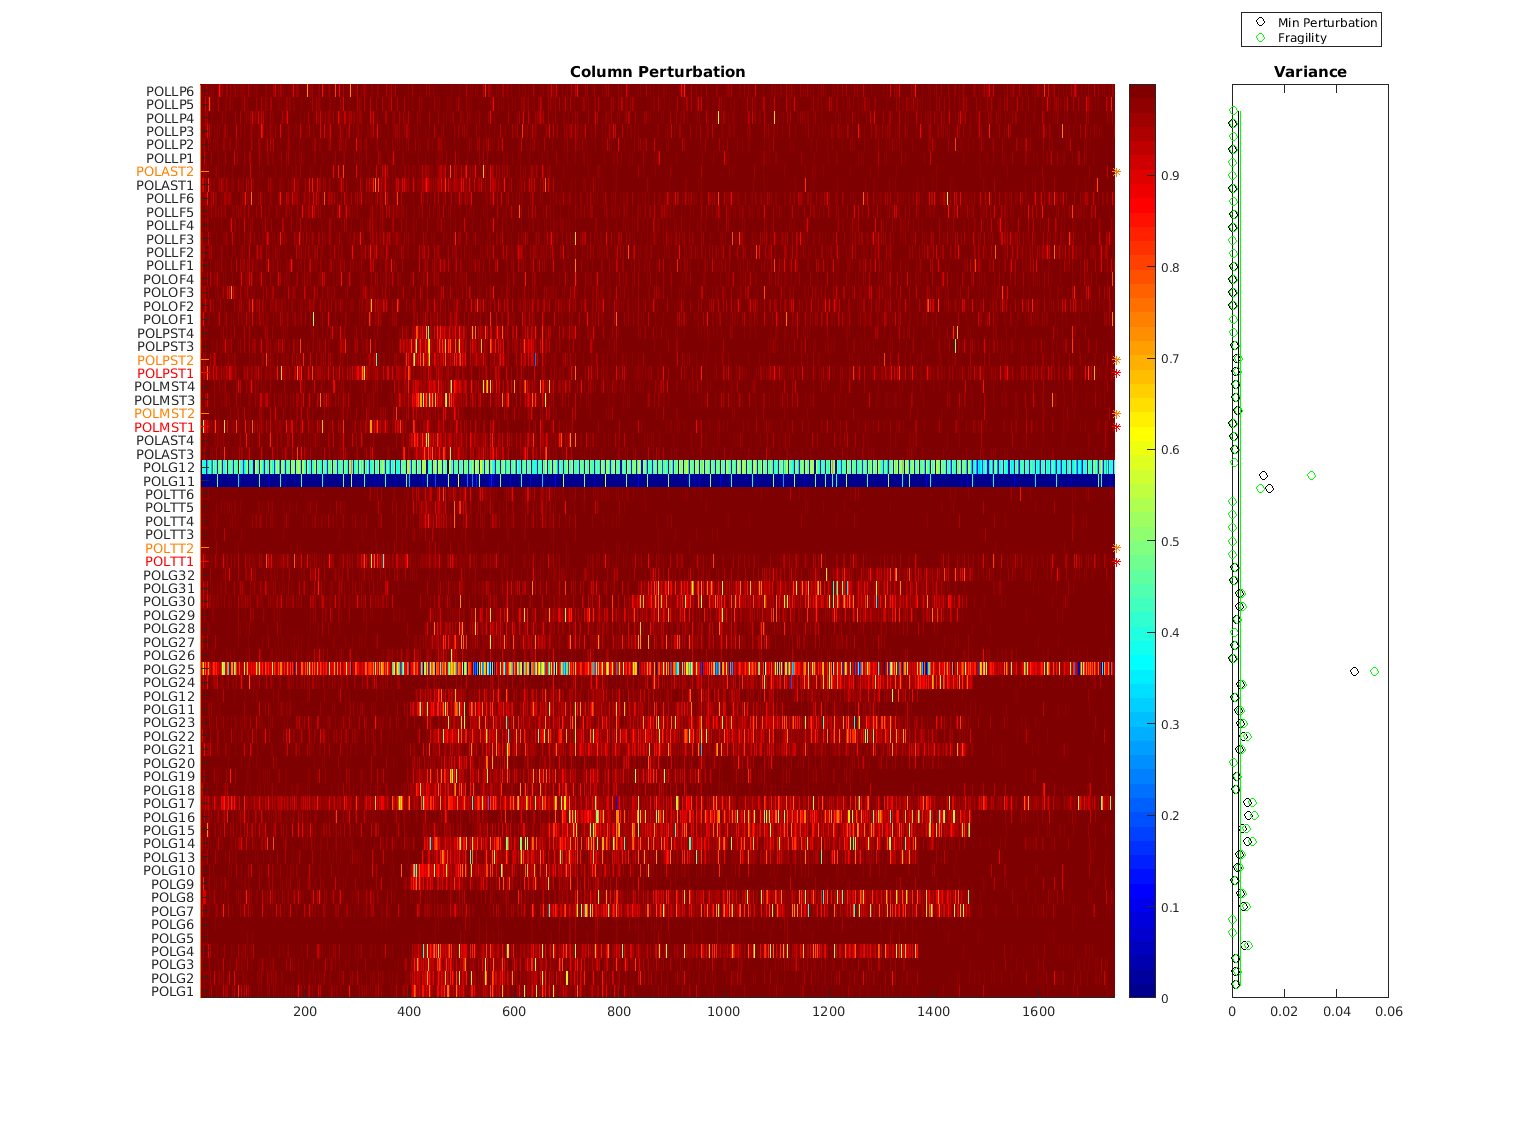 Min Perturbation
Fragility
Column Perturbation
Variance
POLLP6
POLLP5
POLLP4
POLLP3
POLLP2
POLLP1
POLAST2
POLAST1
POLLF6
POLLF5
POLLF4
POLLF3
POLLF2
POLLF1
POLOF4
POLOF3
POLOF2
POLOF1
POLPST4
POLPST3
POLPST2
POLPST1
POLMST4
POLMST3
POLMST2
POLMST1
POLAST4
POLAST3
POLG12
POLG11
POLTT6
POLTT5
POLTT4
POLTT3
POLTT2
POLTT1
POLG32
POLG31
POLG30
POLG29
POLG28
POLG27
POLG26
POLG25
POLG24
POLG12
POLG11
POLG23
POLG22
POLG21
POLG20
POLG19
POLG18
POLG17
POLG16
POLG15
POLG14
POLG13
POLG10
POLG9
POLG8
POLG7
POLG6
POLG5
POLG4
POLG3
POLG2
POLG1
200 400 600 800 1000 1200 1400 1600
0.9
0.8
0.7
0.6
0.5
0.4
0.3
0.2
0.1
0
0 0.02 0.04 0.06